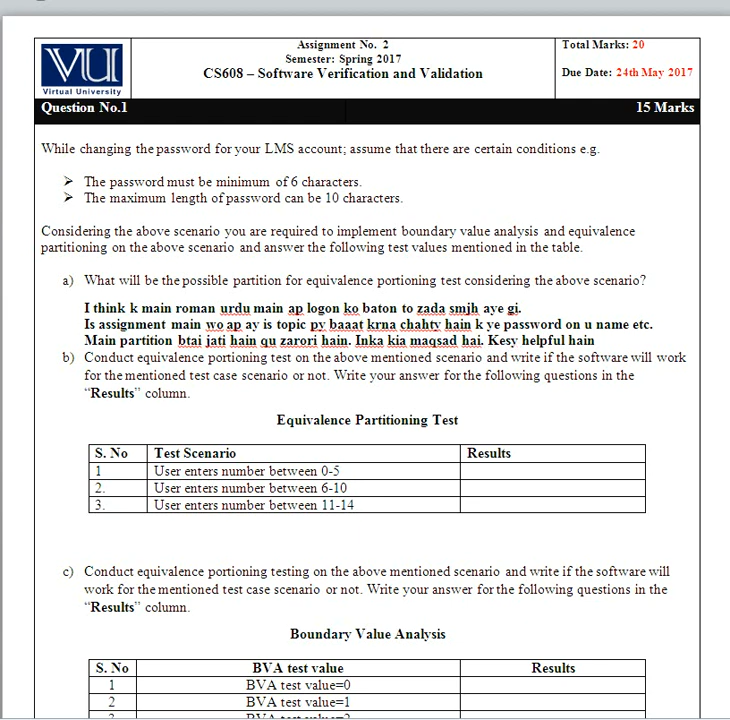 Assignment No. 2
Semester: Spring 2017
CS608 – Software Verification and Validation
Total Marks: 20
Due Date: 24th May 2017
VU
Virtual University
Question No.1 15 Marks
While changing the password for your LMS account; assume that there are certain conditions e.g.
➢ The password must be minimum of 6 characters.
➢ The maximum length of password can be 10 characters.
Considering the above scenario you are required to implement boundary value analysis and equivalence
partitioning on the above scenario and answer the following test values mentioned in the table.
a) What will be the possible partition for equivalence portioning test considering the above scenario?
I think k main roman urdu main ap logon ko baton to zada smjh aye gi.
Is assignment main wo ap ay is topic py baaat krna chahty hain k ye password on u name etc.
Main partition btai jati hain qu zarori hain. Inka kia maqsad hai. Kesy helpful hain
b) Conduct equivalence portioning test on the above mentioned scenario and write if the software will work
for the mentioned test case scenario or not. Write your answer for the following questions in the
“Results” column.
Equivalence Partitioning Test
S. No Test Scenario Results
1 User enters number between 0-5
2. User enters number between 6-10
3. User enters number between 11-14
c) Conduct equivalence portioning testing on the above mentioned scenario and write if the software will
work for the mentioned test case scenario or not. Write your answer for the following questions in the
“Results” column.
Boundary Value Analysis
S. No BVA test value Results
1 BVA test value=0
2 BVA test value=1